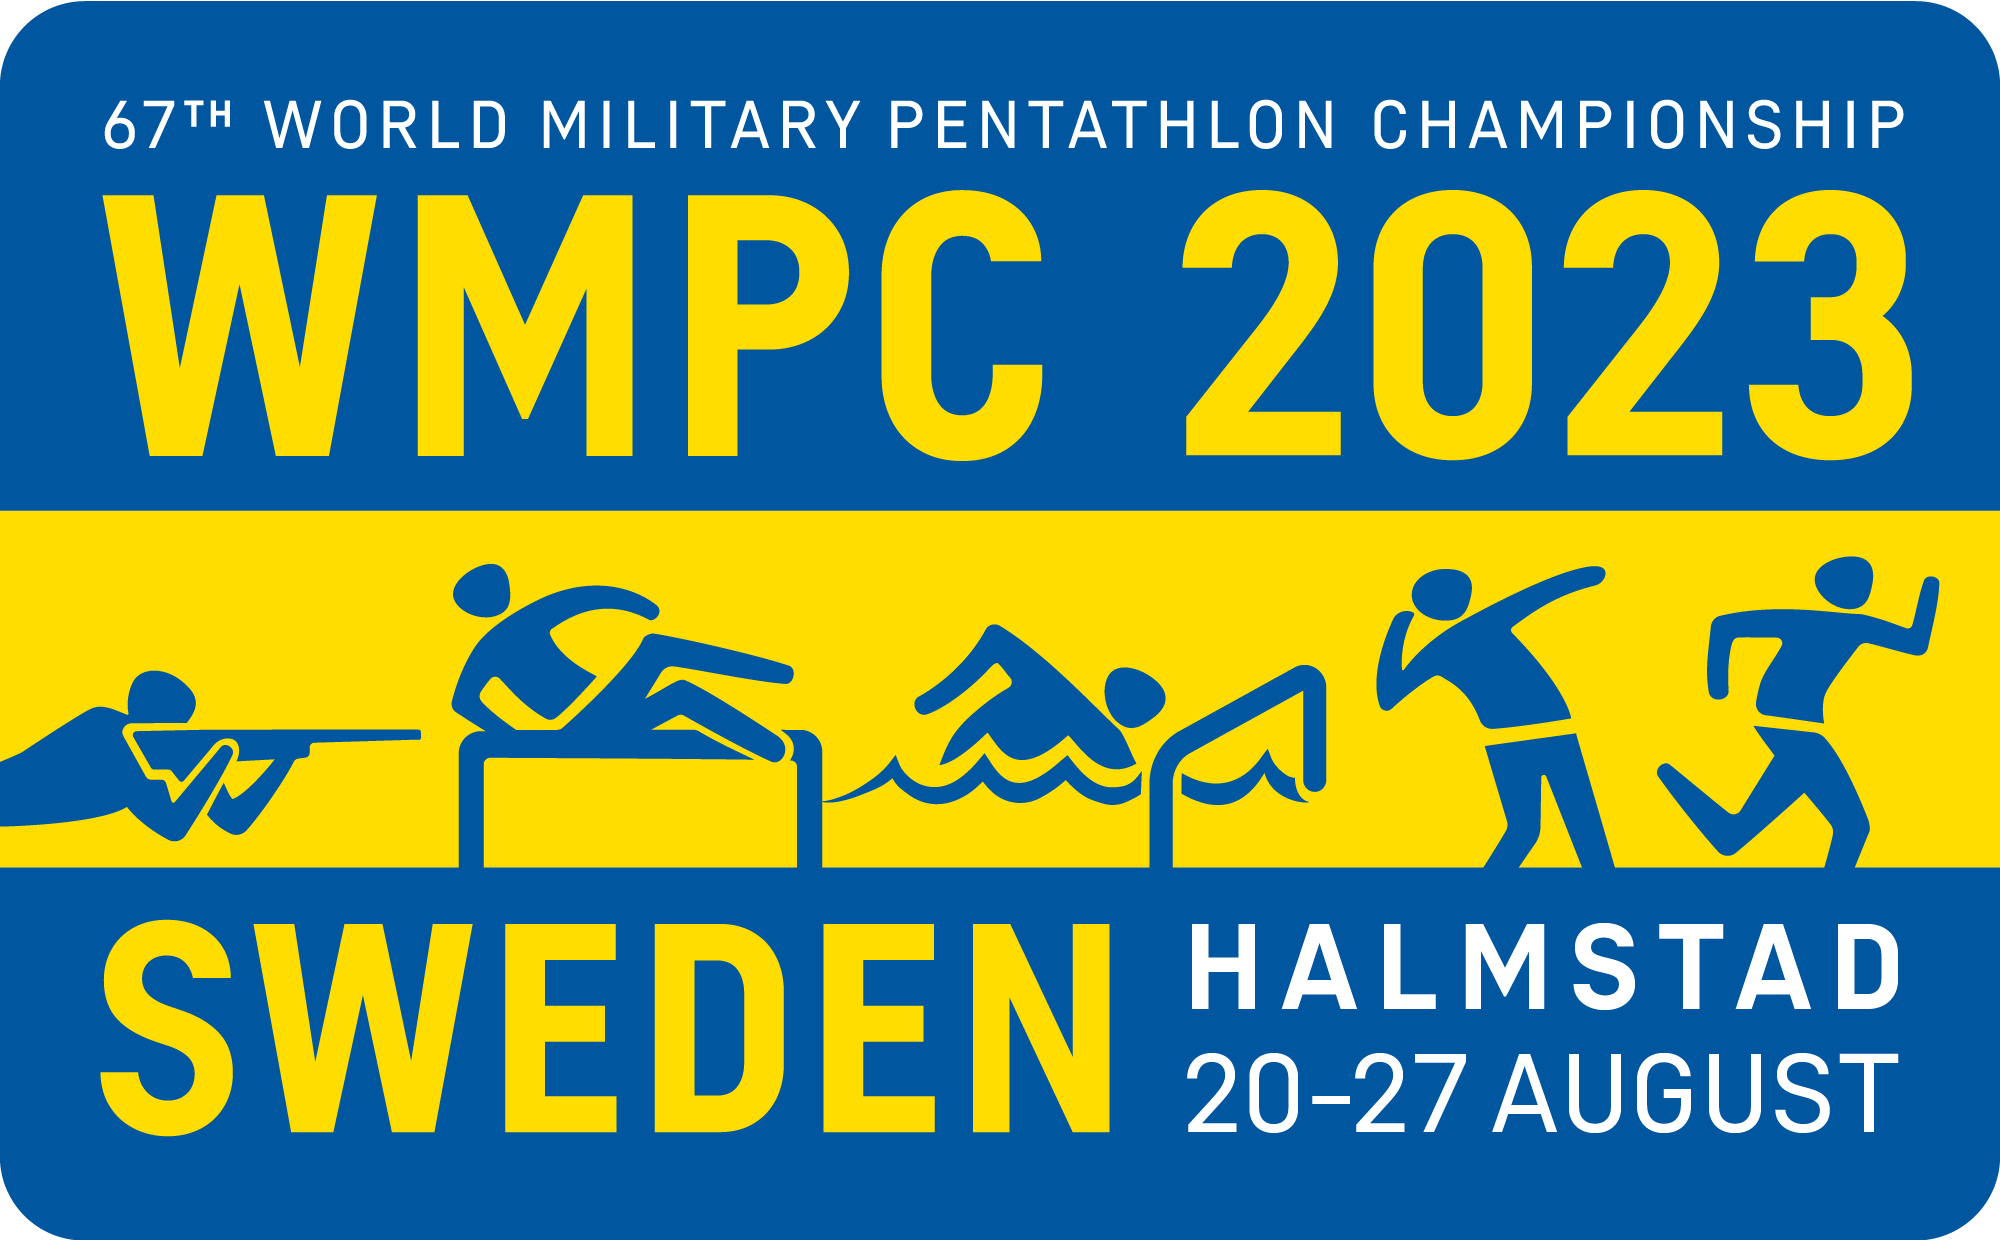 67TH WORLD MILITARY PENTATHLON CHAMPIONSHIP
WMPC 2023
SWEDEN
HALMSTAD
20-27 AUGUST